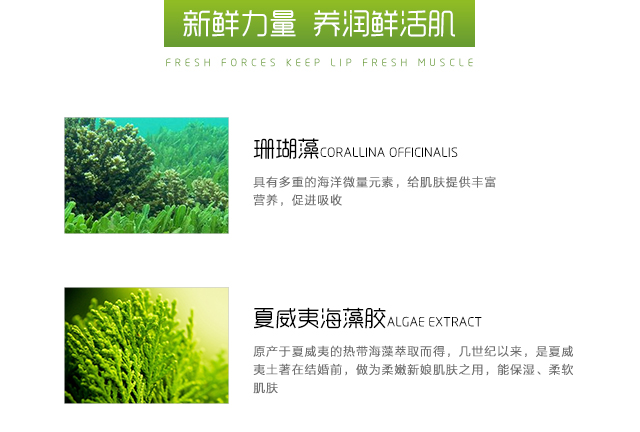 新鲜力量 养润鲜活肌
FRESH FORCES KEEP LIP FRESH MUSCLE
珊瑚藻CORALLINA OFFICINALIS
具有多重的海洋微量元素，给肌肤提供丰富
营养，促进吸收
夏威夷海藻胶ALGAE EXTRACT
原产于夏威夷的热带海藻萃取而得，几世纪以来，是夏威
夷土著在结婚前，做为柔嫩新娘肌肤之用，能保湿、柔软
肌肤